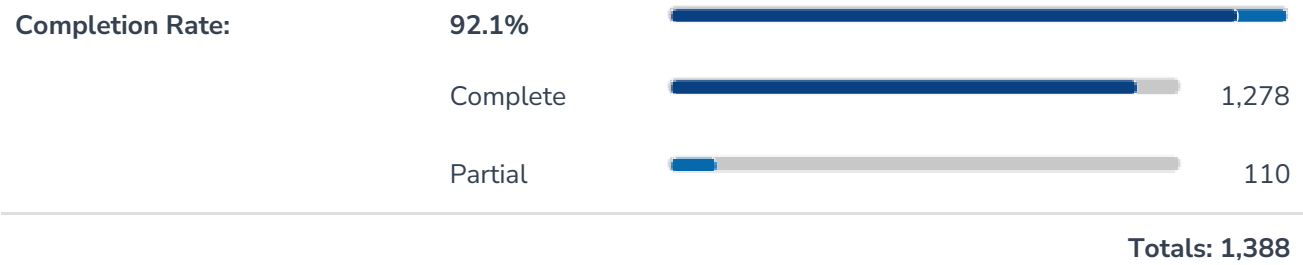 Completion Rate: 92.1%
Complete 1,278
Partial 110
Totals: 1,388